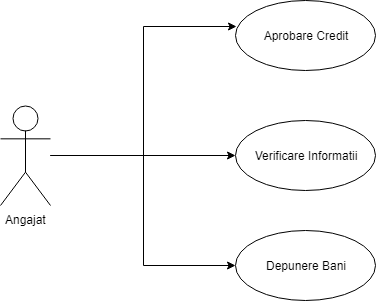 Aprobare Credit
Verificare Informatii
Angajat
Depunere Bani